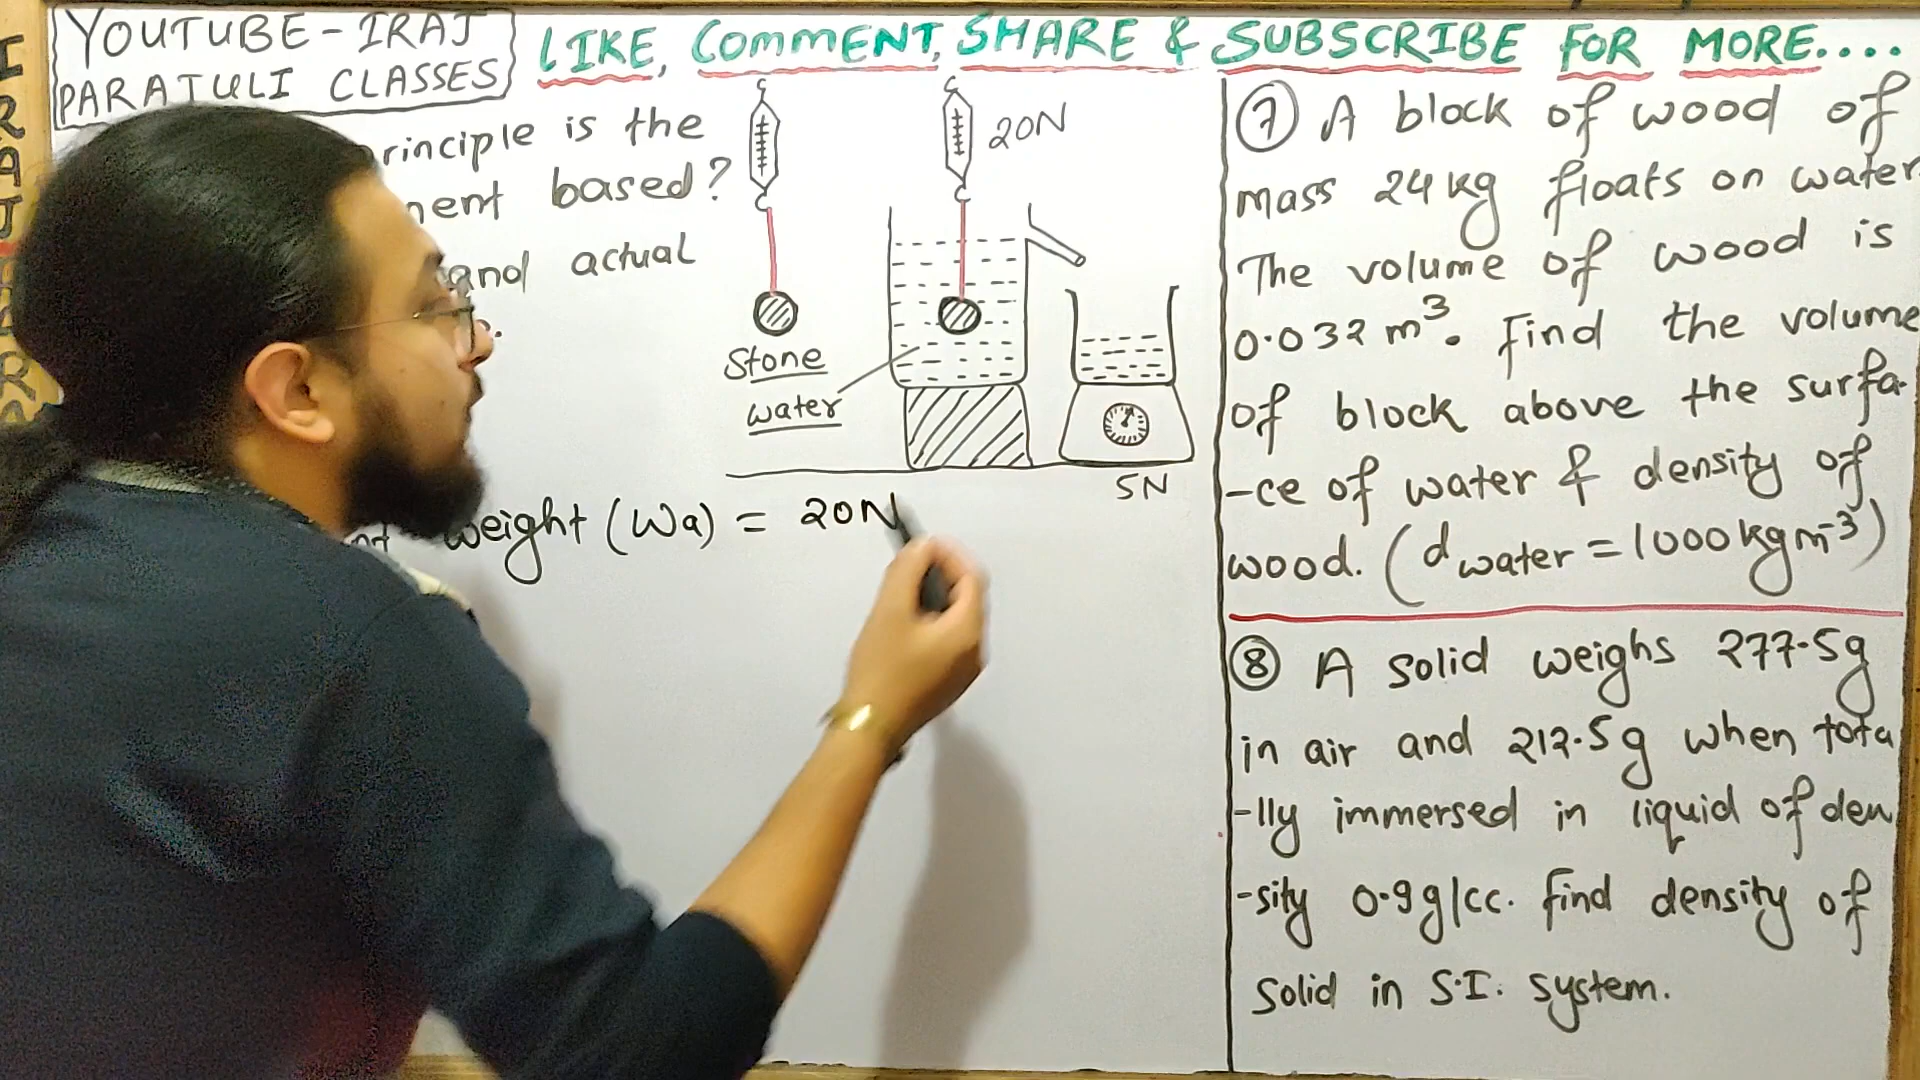 YOUTUBE - IRAJ
PARAJULI CLASSES
LIKE, COMMENT, SHARE & SUBSCRIBE FOR MORE....
IRAJ
rinciple is the
ment based?
and actual
20N
Stone
water
5N
weight (Wa) = 20N
⑦ A block of wood of
mass 24 kg floats on water.
The volume of wood is
0.032 m³. Find the volume
of block above the surfa-
-ce of water & density of
wood. (d water = 1000 kgm⁻³)
⑧ A solid weighs 277.5g
in air and 212.5g when tota
-lly immersed in liquid of den
-sity 0.9g/cc. find density of
solid in S.I. system.